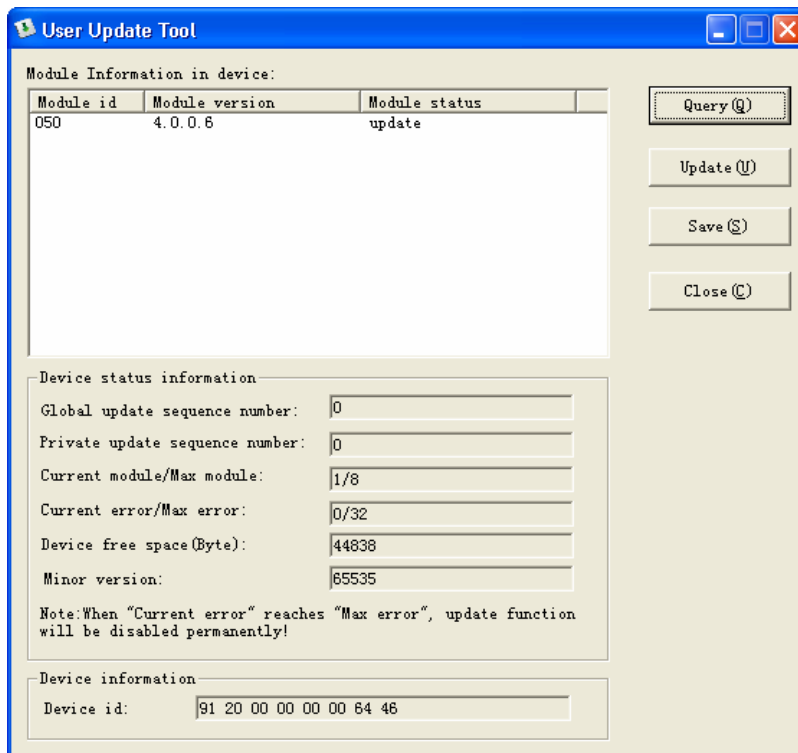 User Update Tool
Module Information in device:
Module id Module version Module status
050 4.0.0.6 update
Query(Q)
Update(U)
Save(S)
Close(C)
Device status information
Global update sequence number: 0
Private update sequence number: 0
Current module/Max module: 1/8
Current error/Max error: 0/32
Device free space(Byte): 44838
Minor version: 65535
Note:When "Current error" reaches "Max error", update function
will be disabled permanently!
Device information
Device id: 91 20 00 00 00 00 64 46